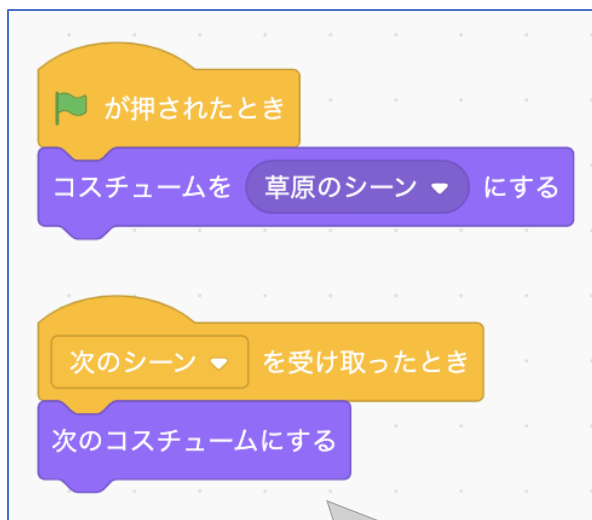 が押されたとき
コスチュームを 草原のシーン にする
次のシーン を受け取ったとき
次のコスチュームにする